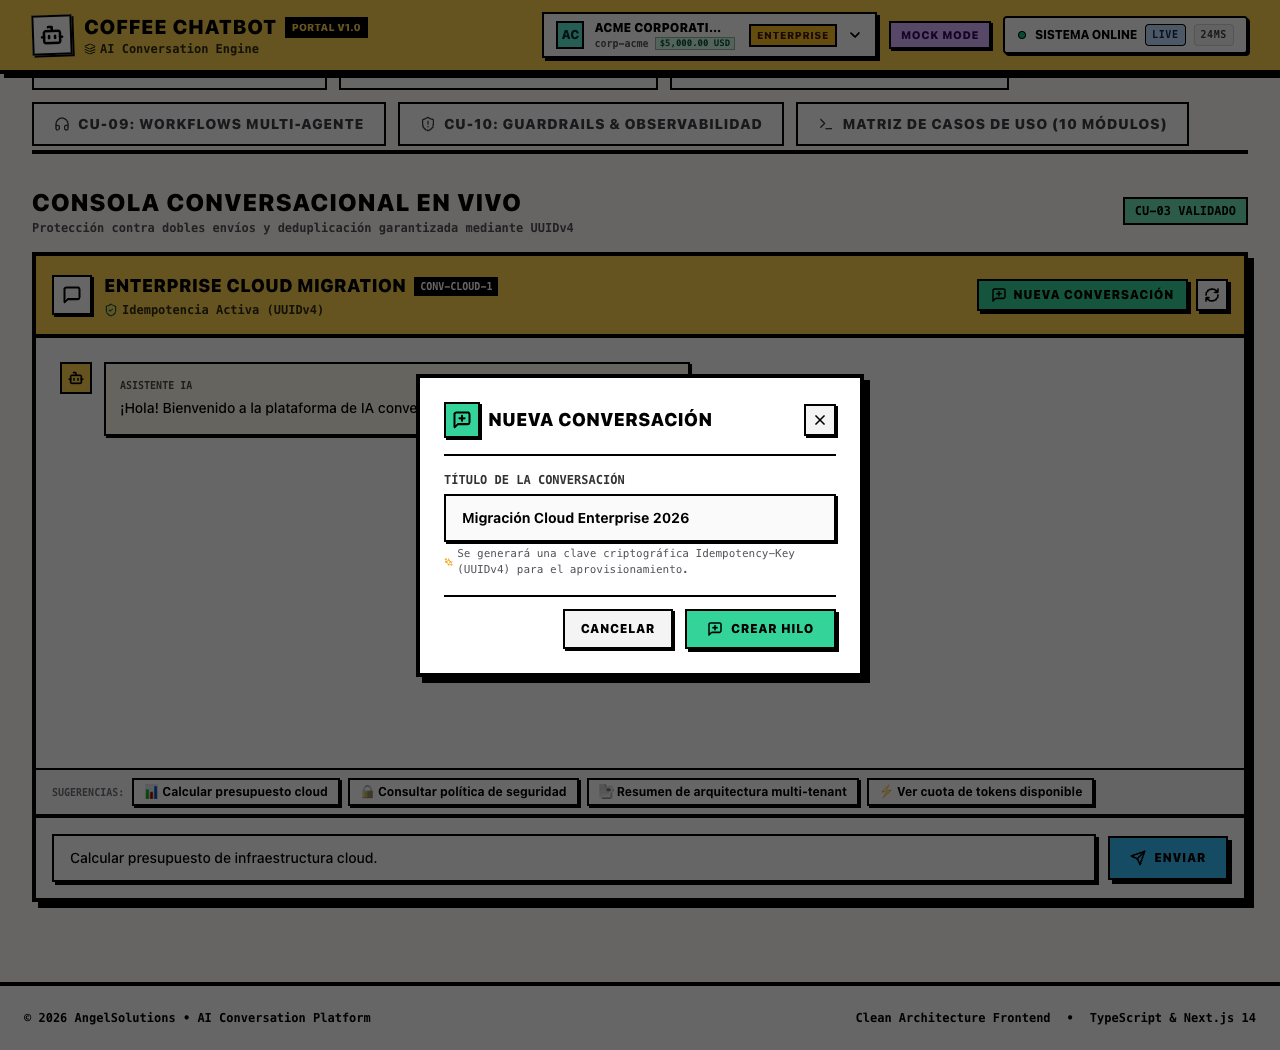 COFFEE CHATBOT
PORTAL V1.0
AI Conversation Engine
AC
ACME CORPORATI...
corp-acme
$5,000.00 USD
ENTERPRISE
MOCK MODE
SISTEMA ONLINE
LIVE
24MS
CU-09: WORKFLOWS MULTI-AGENTE
CU-10: GUARDRAILS & OBSERVABILIDAD
MATRIZ DE CASOS DE USO (10 MÓDULOS)
CONSOLA CONVERSACIONAL EN VIVO
Protección contra dobles envíos y deduplicación garantizada mediante UUIDv4
CU-03 VALIDADO
ENTERPRISE CLOUD MIGRATION
CONV-CLOUD-1
Idempotencia Activa (UUIDv4)
NUEVA CONVERSACIÓN
ASISTENTE IA
¡Hola! Bienvenido a la plataforma de IA conve
NUEVA CONVERSACIÓN
TÍTULO DE LA CONVERSACIÓN
Migración Cloud Enterprise 2026
Se generará una clave criptográfica Idempotency-Key
(UUIDv4) para el aprovisionamiento.
CANCELAR
CREAR HILO
SUGERENCIAS:
Calcular presupuesto cloud
Consultar política de seguridad
Resumen de arquitectura multi-tenant
Ver cuota de tokens disponible
Calcular presupuesto de infraestructura cloud.
ENVIAR
© 2026 AngelSolutions • AI Conversation Platform
Clean Architecture Frontend • TypeScript & Next.js 14